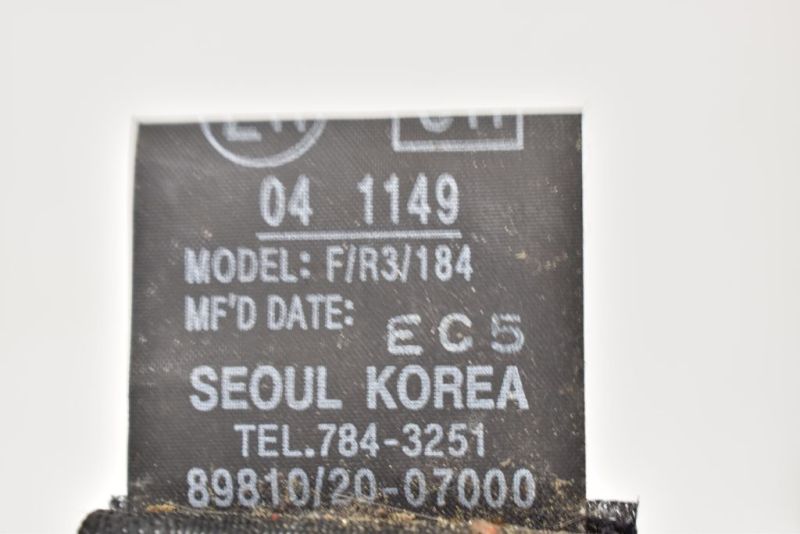 04 1149
MODEL: F/R3/184
MF'D DATE: EC5
SEOUL KOREA
TEL.784-3251
89810/20-07000